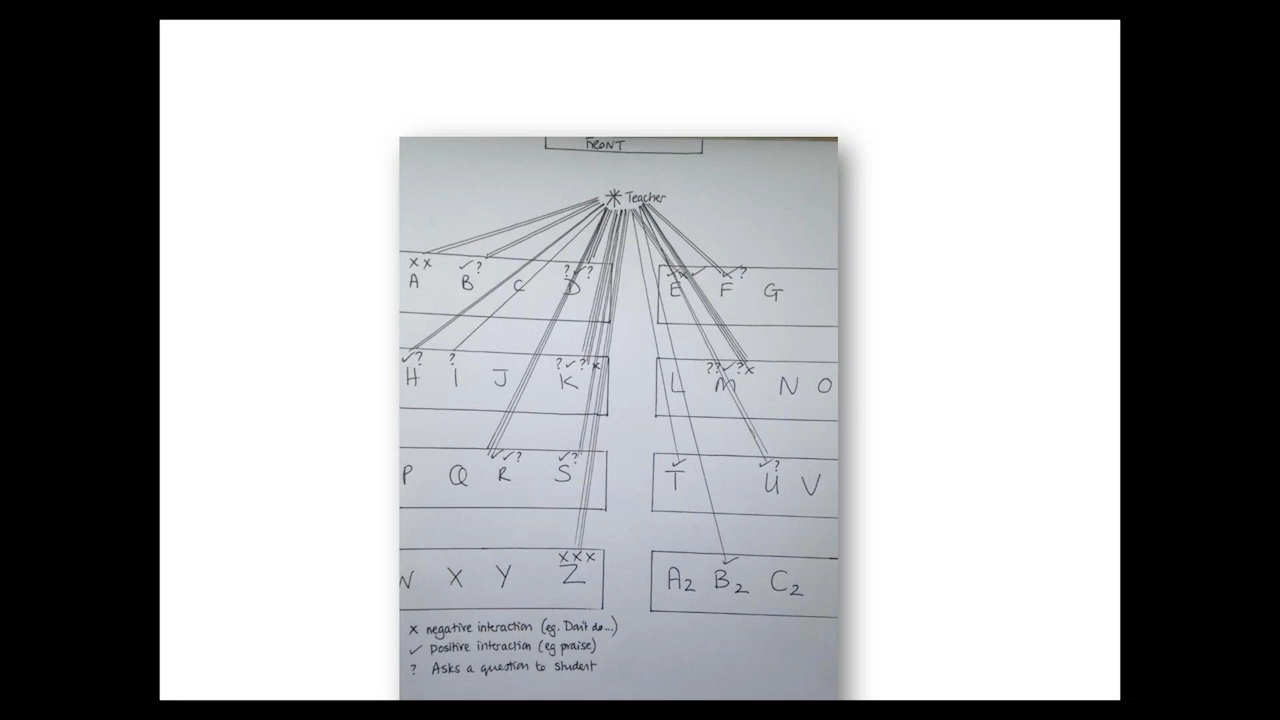 FRONT
Teacher
x x ✓ ? ? ✓ ? ✓ x ✓ ✓ ?
A B C D E F G
✓ ? ? ? ✓ ? x ? ? ✓ ? x
H I J K L M N O
✓ ✓ ? ✓ ? ✓ ✓ ?
P Q R S T U V
x x x ✓
X Y Z A2 B2 C2
x negative interaction (eg. Don't do...)
✓ positive interaction (eg praise)
? Asks a question to student